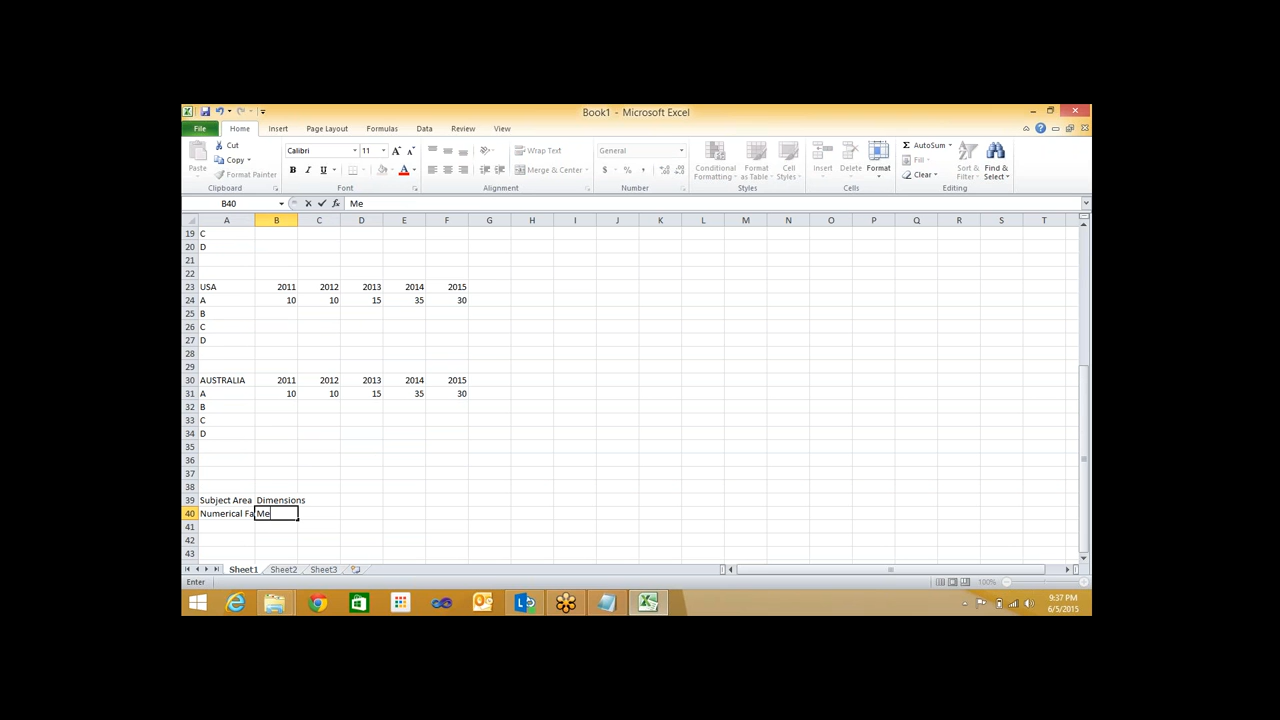 Book1 - Microsoft Excel
File Home Insert Page Layout Formulas Data Review View
Paste
Cut
Copy
Format Painter
Calibri 11
B I U
Wrap Text
Merge & Center
General
$ % ,
Conditional Formatting
Format as Table
Cell Styles
Insert
Delete
Format
AutoSum
Fill
Clear
Sort & Filter
Find & Select
Clipboard Font Alignment Number Styles Cells Editing
B40 fx Me
A B C D E F G H I J K L M N O P Q R S T
19 C
20 D
21
22
23 USA 2011 2012 2013 2014 2015
24 A 10 10 15 35 30
25 B
26 C
27 D
28
29
30 AUSTRALIA 2011 2012 2013 2014 2015
31 A 10 10 15 35 30
32 B
33 C
34 D
35
36
37
38
39 Subject Area Dimensions
40 Numerical Fa Me
41
42
43
Sheet1 Sheet2 Sheet3
Enter 100%
9:37 PM
6/5/2015